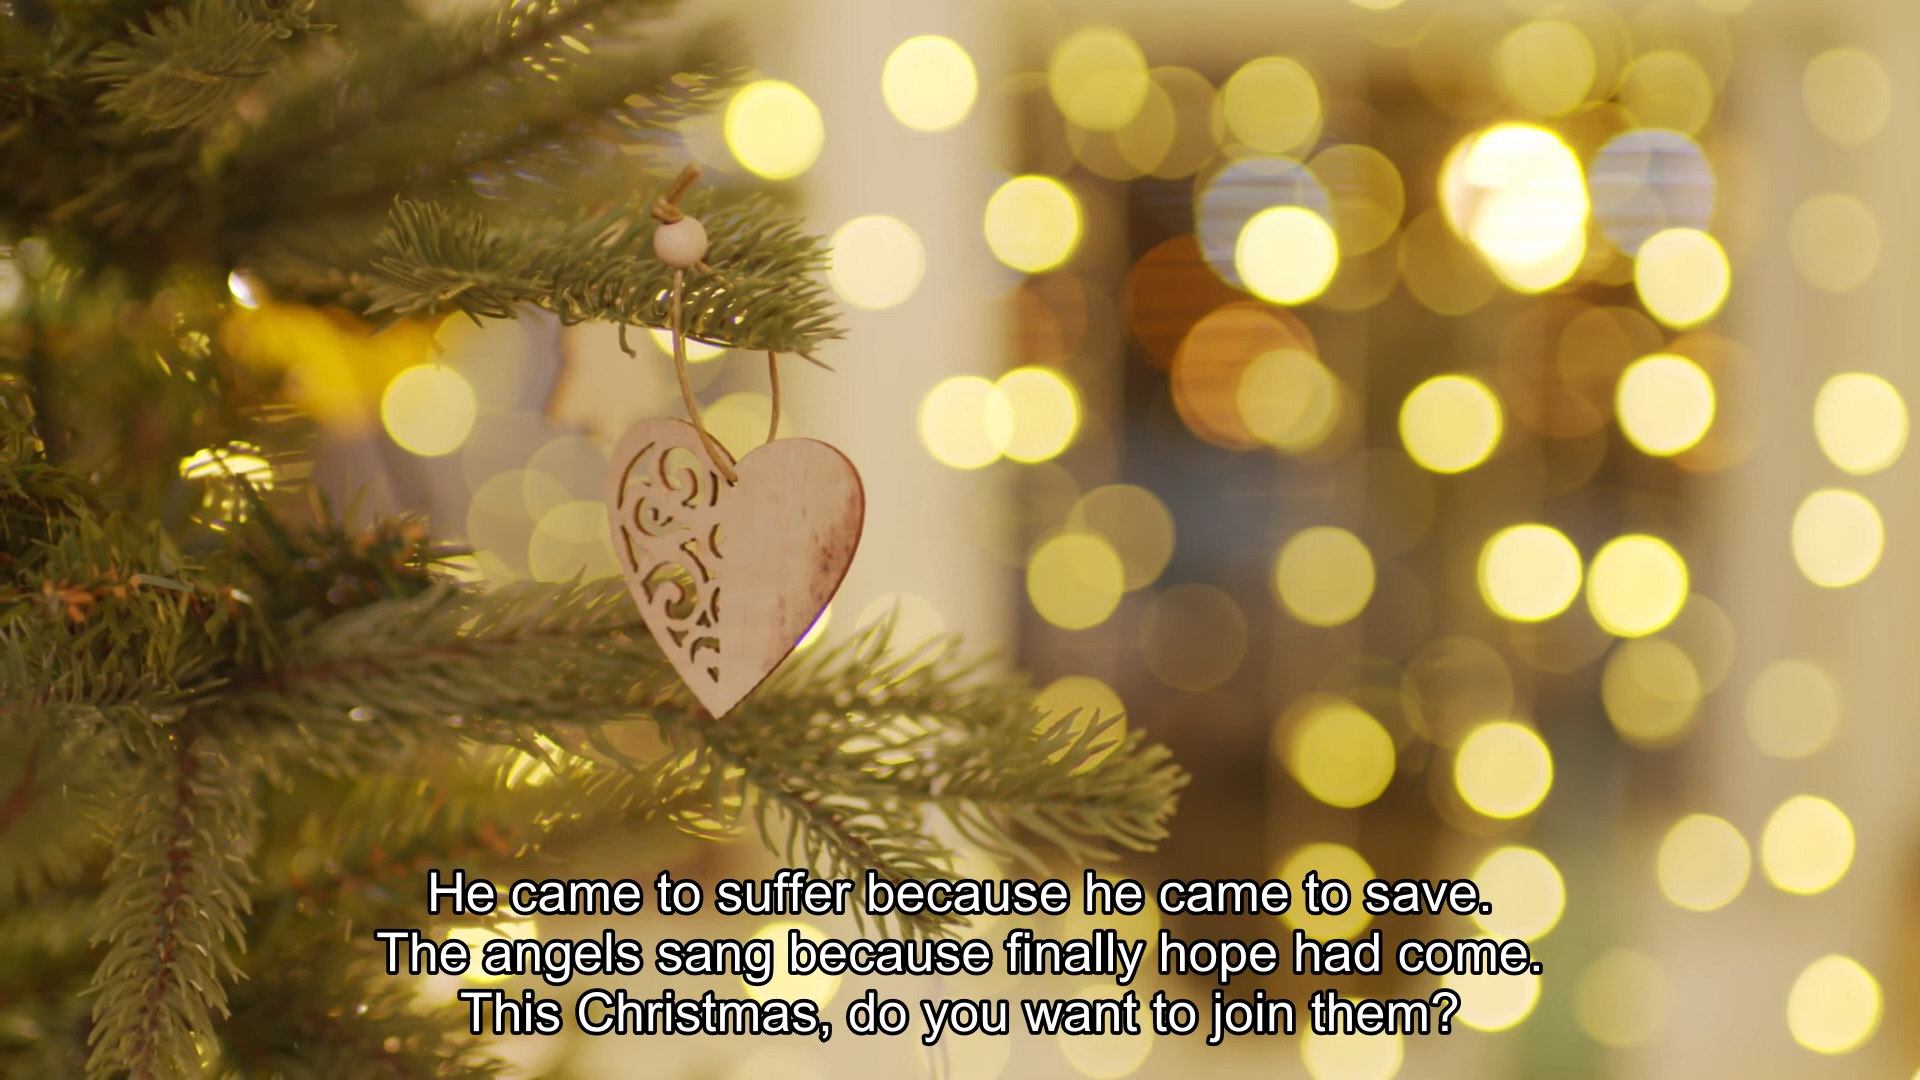 He came to suffer because he came to save.
The angels sang because finally hope had come.
This Christmas, do you want to join them?